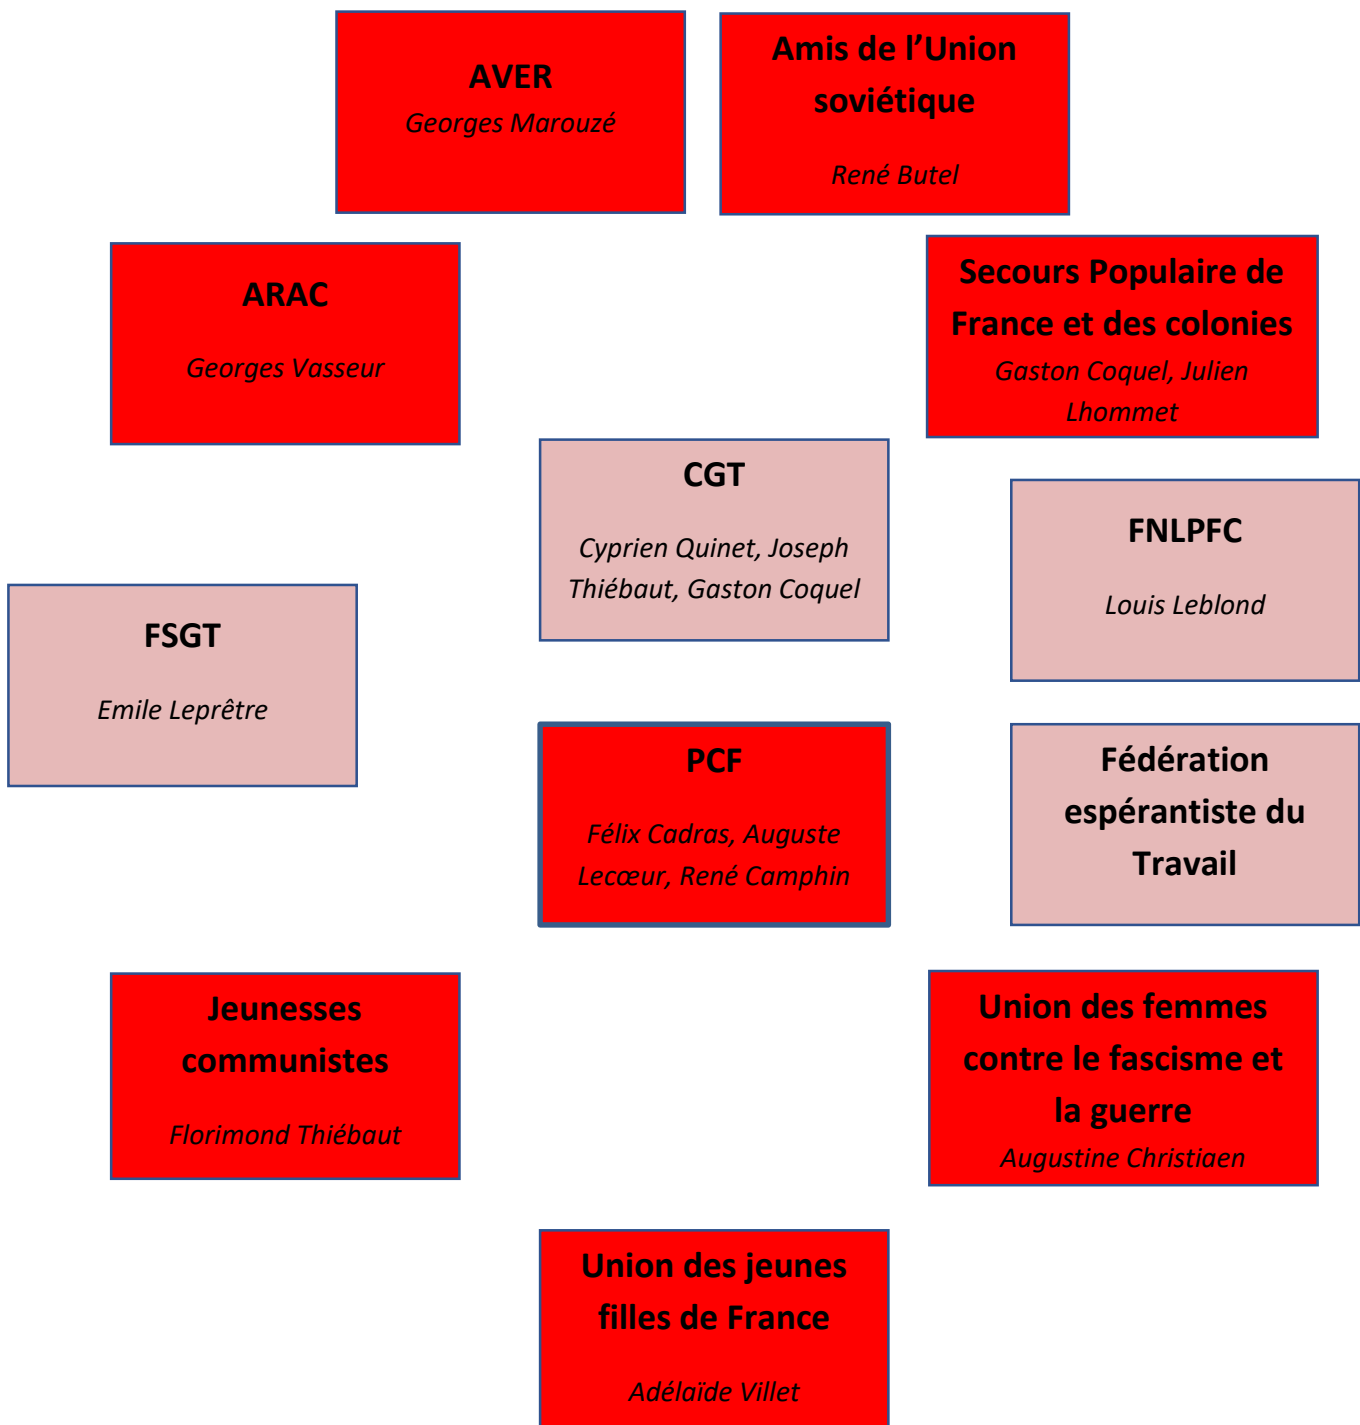 AVER
Georges Marouzé
Amis de l’Union
soviétique
René Butel
ARAC
Georges Vasseur
Secours Populaire de
France et des colonies
Gaston Coquel, Julien
Lhommet
CGT
Cyprien Quinet, Joseph
Thiébaut, Gaston Coquel
FNLPFC
Louis Leblond
FSGT
Emile Leprêtre
PCF
Félix Cadras, Auguste
Lecœur, René Camphin
Fédération
espérantiste du
Travail
Jeunesses
communistes
Florimond Thiébaut
Union des femmes
contre le fascisme et
la guerre
Augustine Christiaen
Union des jeunes
filles de France
Adélaïde Villet